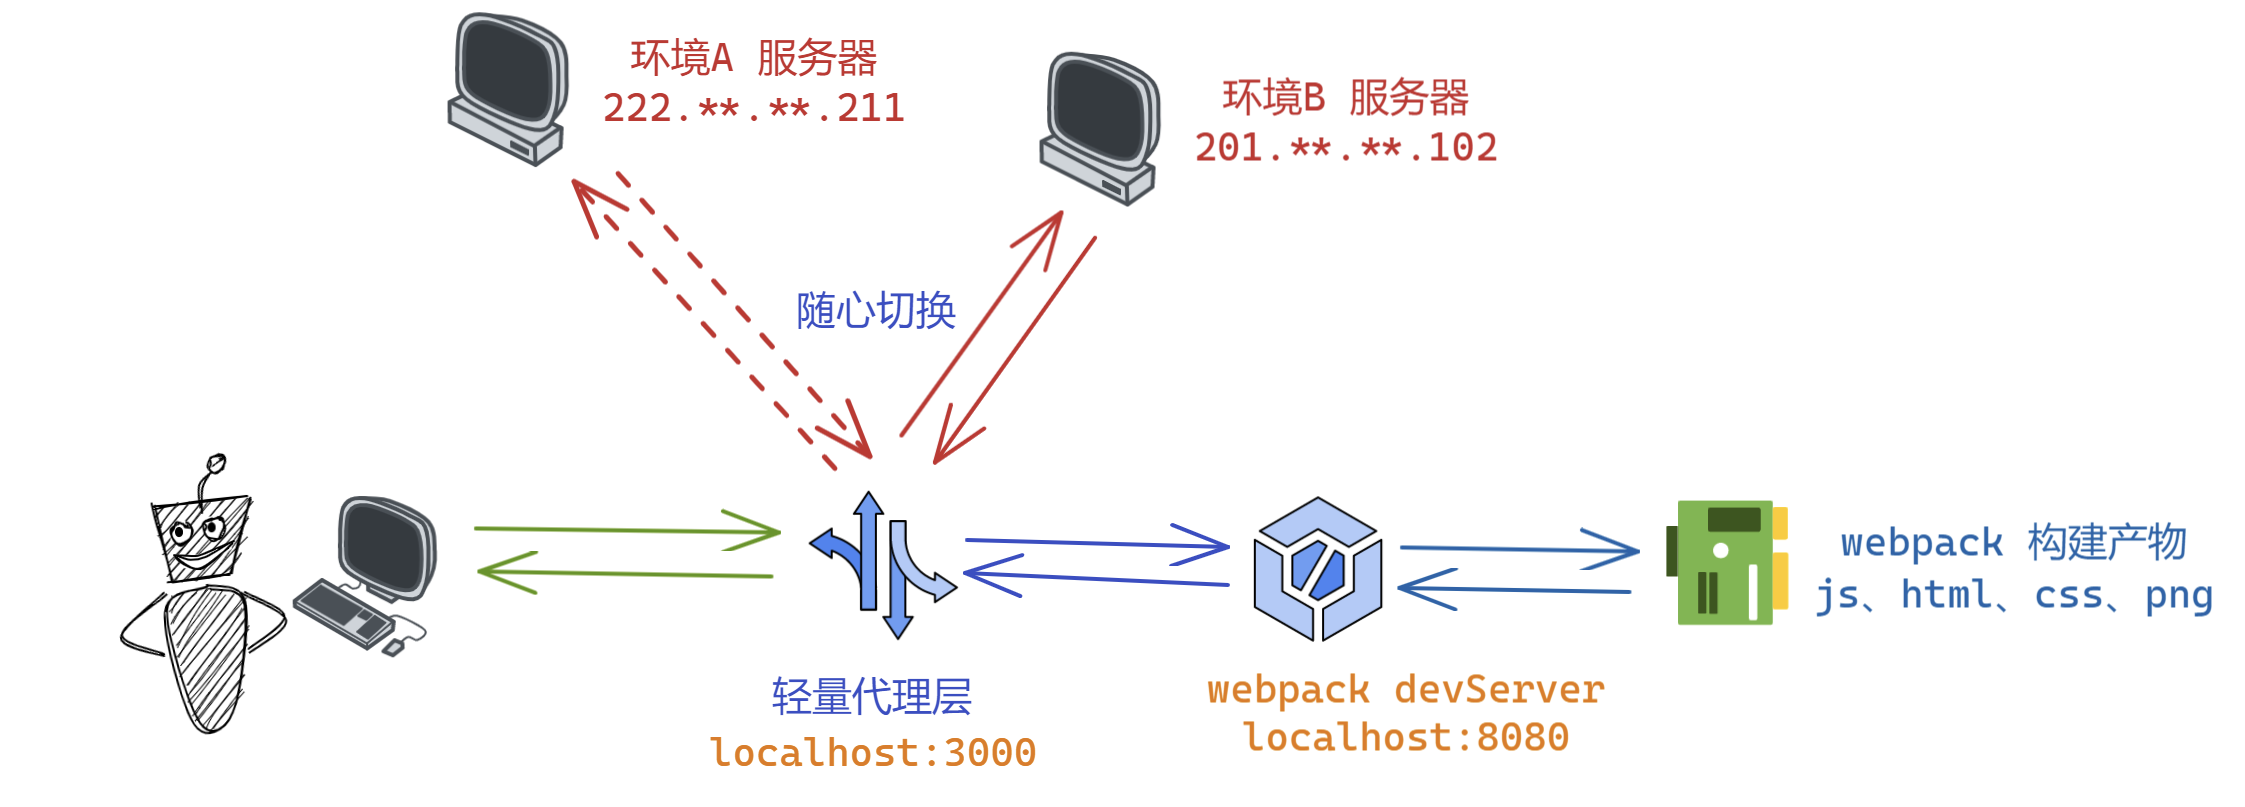 环境A 服务器
222.**.**.211
环境B 服务器
201.**.**.102
随心切换
webpack 构建产物
js、html、css、png
轻量代理层
localhost:3000
webpack devServer
localhost:8080